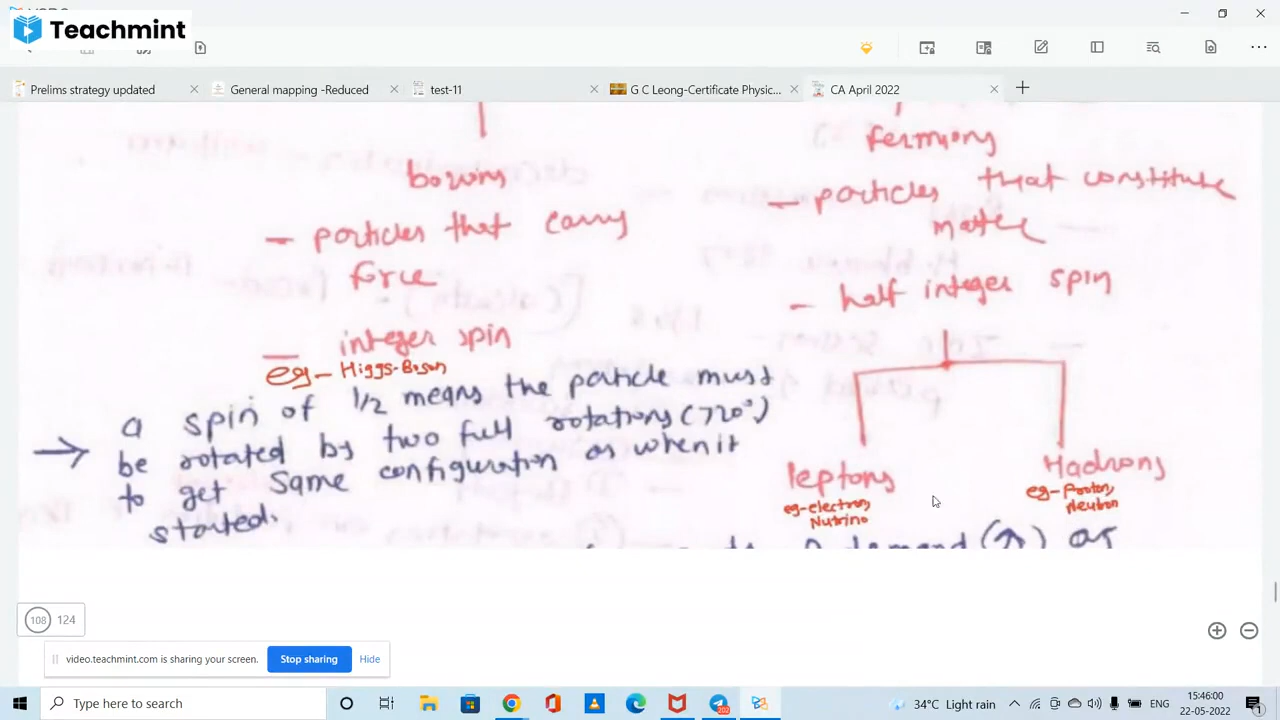 Teachmint
Prelims strategy updated
General mapping -Reduced
test-11
G C Leong-Certificate Physic...
CA April 2022
bosons
- particles that carry
force
- integer spin
eg- Higgs-Boson
fermions
- particles that constitute
matter
- half integer spin
leptons
eg-electron,
Nutrino
Hadrons
eg-Proton,
Neutron
→ a spin of 1/2 means the particle must
be rotated by two full rotations (720°)
to get same configuration as when it
started.
demand (↑) as
108 124
video.teachmint.com is sharing your screen.
Stop sharing
Hide
Type here to search
202
34°C Light rain
ENG
15:46:00
22-05-2022
1